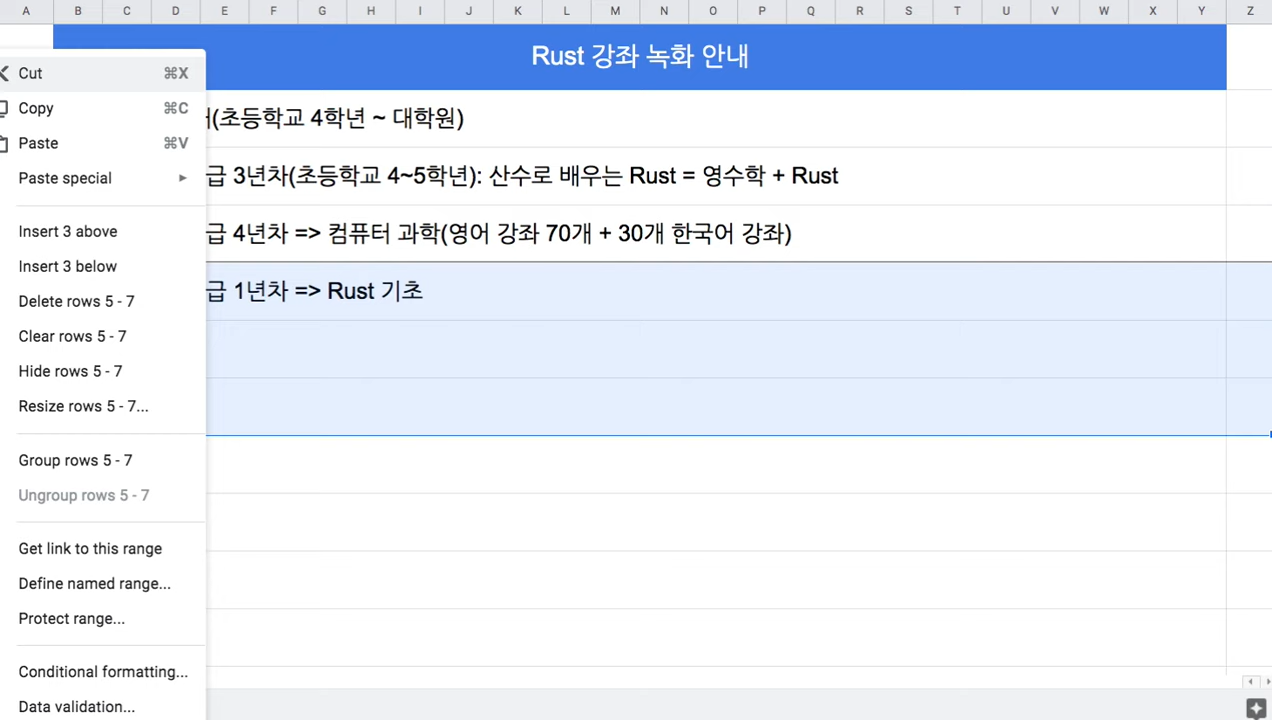 A B C D E F G H I J K L M N O P Q R S T U V W X Y Z
Rust 강좌 녹화 안내
Cut ⌘X
Copy ⌘C
Paste ⌘V
Paste special ►
Insert 3 above
Insert 3 below
Delete rows 5 - 7
Clear rows 5 - 7
Hide rows 5 - 7
Resize rows 5 - 7...
Group rows 5 - 7
Ungroup rows 5 - 7
Get link to this range
Define named range...
Protect range...
Conditional formatting...
Data validation...
(초등학교 4학년 ~ 대학원)
급 3년차(초등학교 4~5학년): 산수로 배우는 Rust = 영수학 + Rust
급 4년차 => 컴퓨터 과학(영어 강좌 70개 + 30개 한국어 강좌)
급 1년차 => Rust 기초